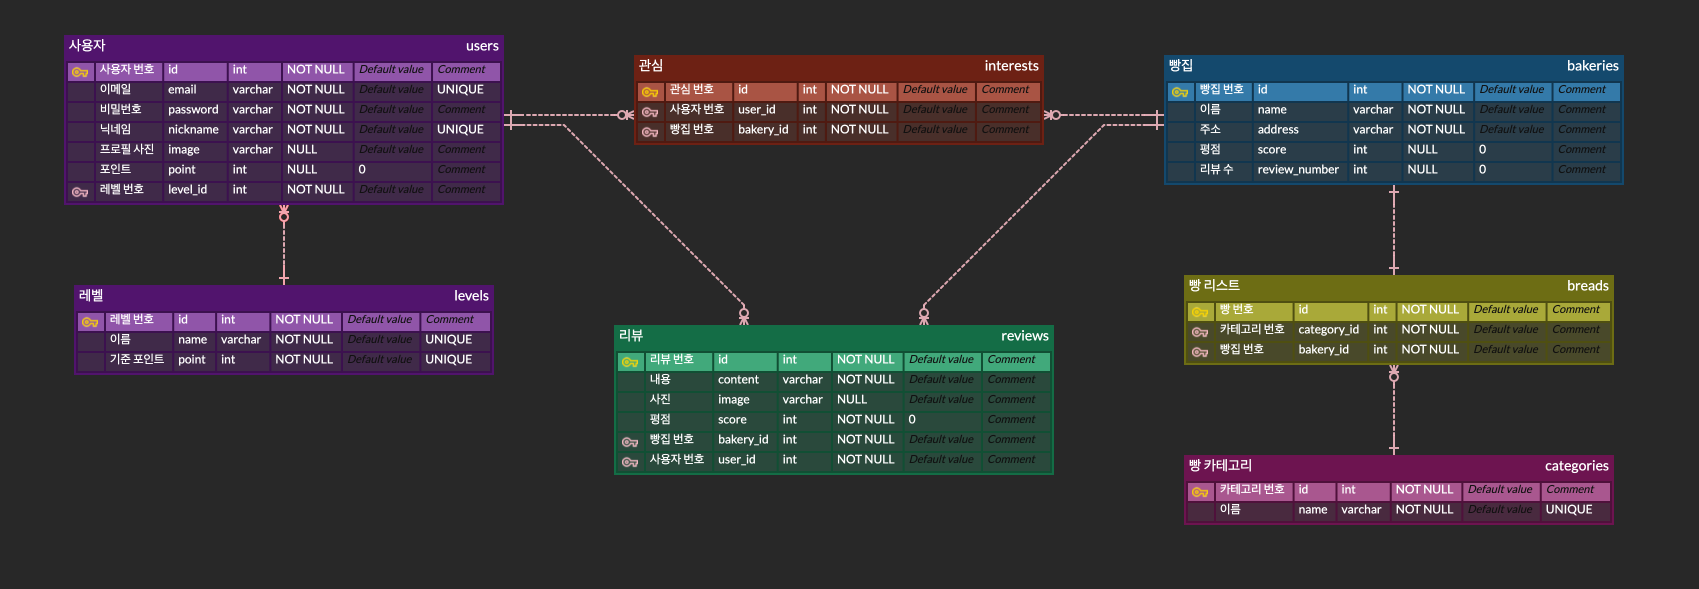 사용자 users
사용자 번호 id int NOT NULL Default value Comment
이메일 email varchar NOT NULL Default value UNIQUE
비밀번호 password varchar NOT NULL Default value Comment
닉네임 nickname varchar NOT NULL Default value UNIQUE
프로필 사진 image varchar NULL Default value Comment
포인트 point int NULL 0 Comment
레벨 번호 level_id int NOT NULL Default value Comment
레벨 levels
레벨 번호 id int NOT NULL Default value Comment
이름 name varchar NOT NULL Default value UNIQUE
기준 포인트 point int NOT NULL Default value UNIQUE
관심 interests
관심 번호 id int NOT NULL Default value Comment
사용자 번호 user_id int NOT NULL Default value Comment
빵집 번호 bakery_id int NOT NULL Default value Comment
리뷰 reviews
리뷰 번호 id int NOT NULL Default value Comment
내용 content varchar NOT NULL Default value Comment
사진 image varchar NULL Default value Comment
평점 score int NOT NULL 0 Comment
빵집 번호 bakery_id int NOT NULL Default value Comment
사용자 번호 user_id int NOT NULL Default value Comment
빵집 bakeries
빵집 번호 id int NOT NULL Default value Comment
이름 name varchar NOT NULL Default value Comment
주소 address varchar NOT NULL Default value Comment
평점 score int NULL 0 Comment
리뷰 수 review_number int NULL 0 Comment
빵 리스트 breads
빵 번호 id int NOT NULL Default value Comment
카테고리 번호 category_id int NOT NULL Default value Comment
빵집 번호 bakery_id int NOT NULL Default value Comment
빵 카테고리 categories
카테고리 번호 id int NOT NULL Default value Comment
이름 name varchar NOT NULL Default value UNIQUE